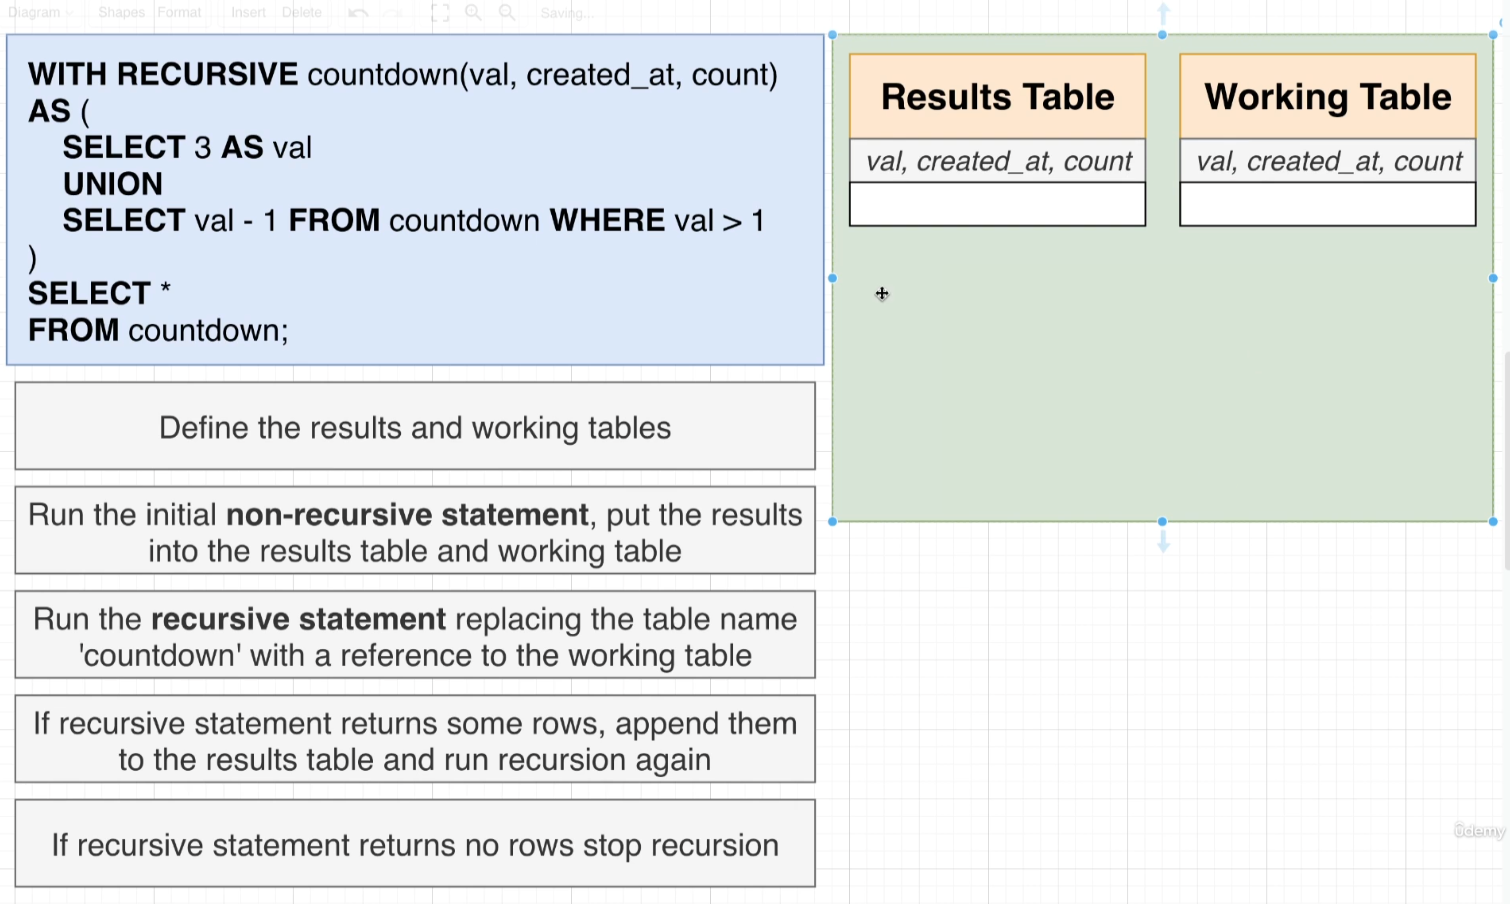 Diagram Shapes Format Insert Delete Saving...
WITH RECURSIVE countdown(val, created_at, count)
AS (
SELECT 3 AS val
UNION
SELECT val - 1 FROM countdown WHERE val > 1
)
SELECT *
FROM countdown;
Results Table
val, created_at, count
Working Table
val, created_at, count
Define the results and working tables
Run the initial non-recursive statement, put the results
into the results table and working table
Run the recursive statement replacing the table name
'countdown' with a reference to the working table
If recursive statement returns some rows, append them
to the results table and run recursion again
If recursive statement returns no rows stop recursion
ûdemy